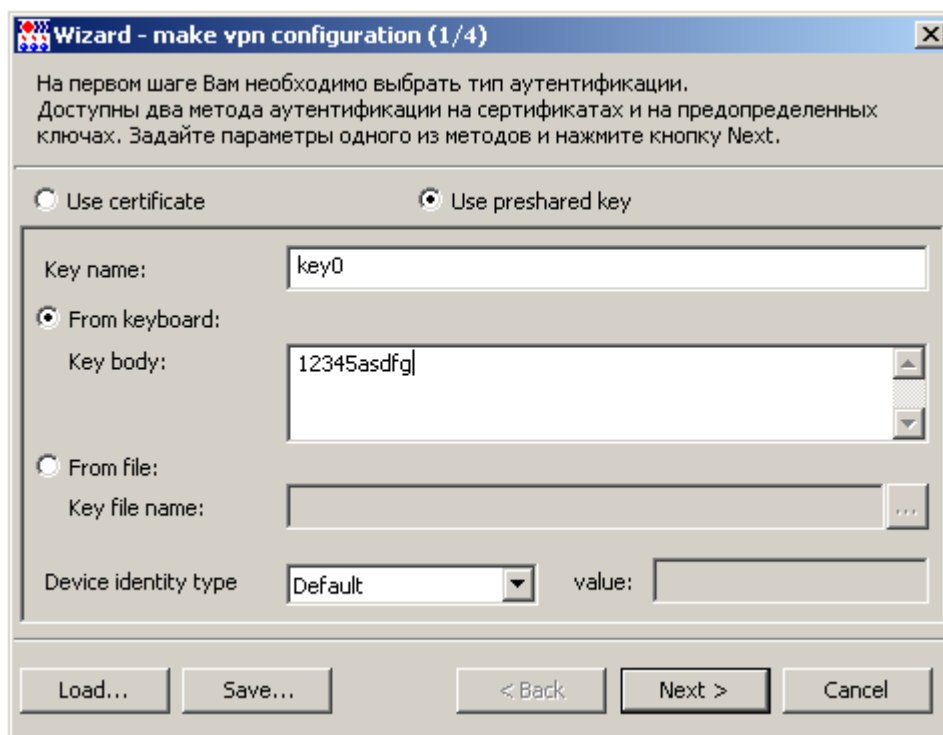 Wizard - make vpn configuration (1/4)
На первом шаге Вам необходимо выбрать тип аутентификации.
Доступны два метода аутентификации на сертификатах и на предопределенных
ключах. Задайте параметры одного из методов и нажмите кнопку Next.
Use certificate Use preshared key
Key name: key0
From keyboard:
Key body: 12345asdfg
From file:
Key file name: ...
Device identity type Default value:
Load... Save... < Back Next > Cancel